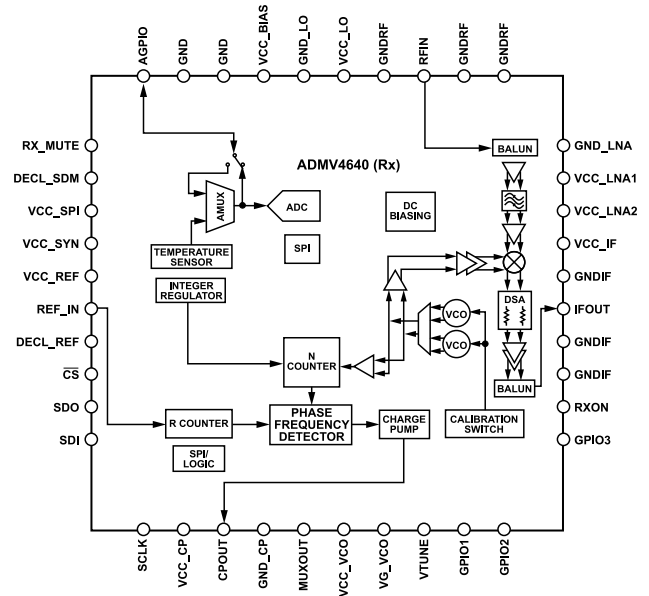 AGPIO
GND
GND
VCC_BIAS
GND_LO
VCC_LO
GNDRF
RFIN
GNDRF
GNDRF
RX_MUTE
DECL_SDM
VCC_SPI
VCC_SYN
VCC_REF
REF_IN
DECL_REF
CS
SDO
SDI
ADMV4640 (Rx)
BALUN
AMUX
ADC
DC
BIASING
SPI
TEMPERATURE
SENSOR
INTEGER
REGULATOR
DSA
VCO
VCO
N
COUNTER
BALUN
R COUNTER
PHASE
FREQUENCY
DETECTOR
CHARGE
PUMP
CALIBRATION
SWITCH
SPI/
LOGIC
GND_LNA
VCC_LNA1
VCC_LNA2
VCC_IF
GNDIF
IFOUT
GNDIF
GNDIF
RXON
GPIO3
SCLK
VCC_CP
CPOUT
GND_CP
MUXOUT
VCC_VCO
VG_VCO
VTUNE
GPIO1
GPIO2